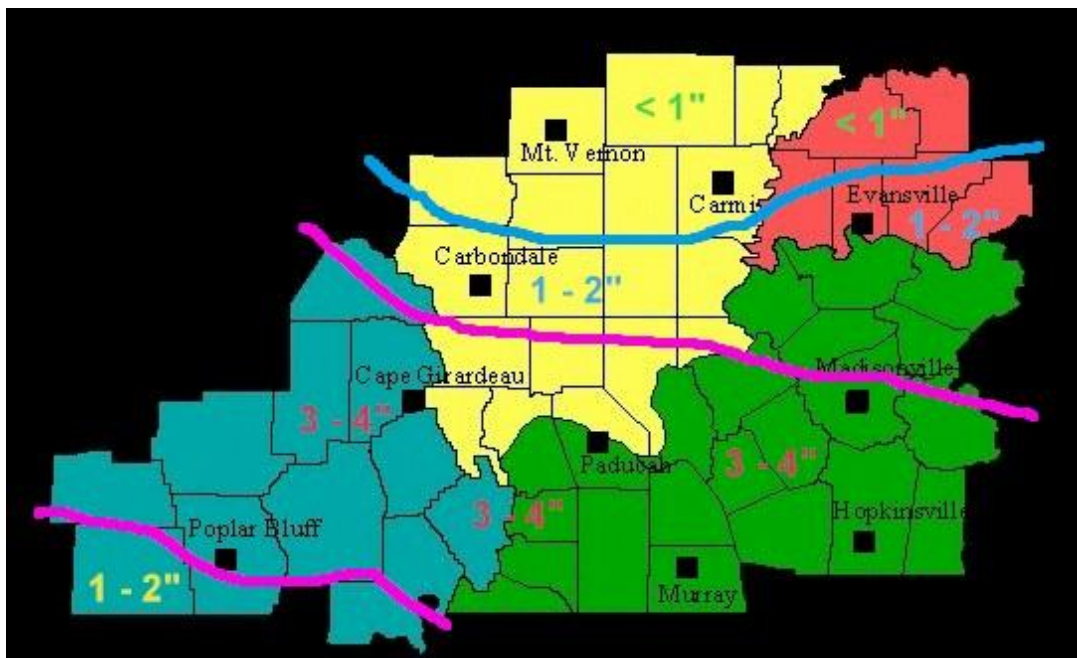 < 1"
< 1"
Mt. Vernon
Carmi
Evansville
1 - 2"
Carbondale
1 - 2"
Cape Girardeau
Madisonville
3 - 4"
Paducah
3 - 4"
3 - 4"
Hopkinsville
Poplar Bluff
1 - 2"
Murray